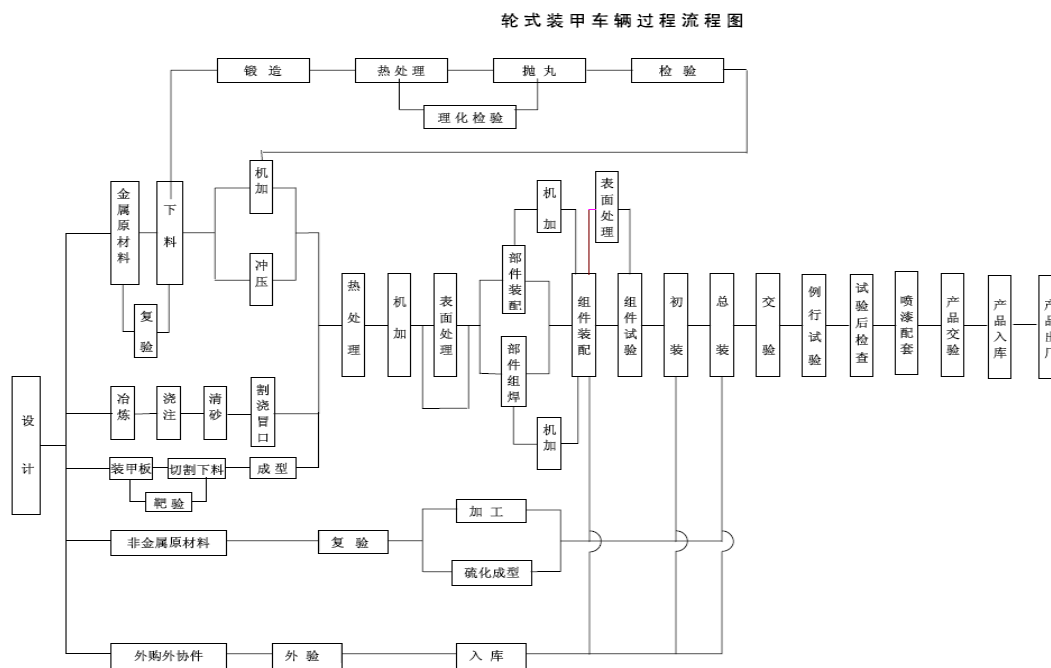 轮式装甲车辆过程流程图
锻造
热处理
抛丸
检验
理化检验
机加
金属原材料
下料
冲压
复验
机加
表面处理
部件装配
热处理
机加
表面处理
组件装配
组件试验
初装
总装
交验
例行试验
试验后检查
喷漆配套
产品交验
产品入库
产品出厂
部件组焊
机加
设计
冶炼
浇注
清砂
割浇冒口
装甲板
切割下料
成型
靶验
非金属原材料
复验
加工
硫化成型
外购外协件
外验
入库